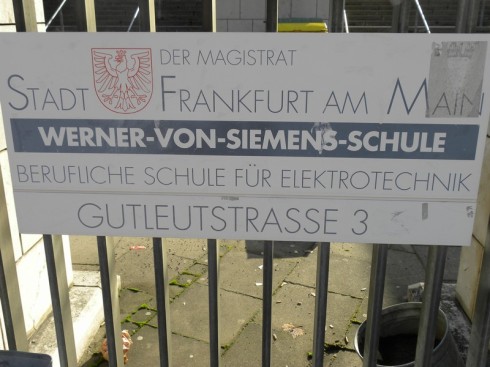 DER MAGISTRAT
STADT FRANKFURT AM MAIN
WERNER-VON-SIEMENS-SCHULE
BERUFLICHE SCHULE FÜR ELEKTROTECHNIK
GUTLEUTSTRASSE 3